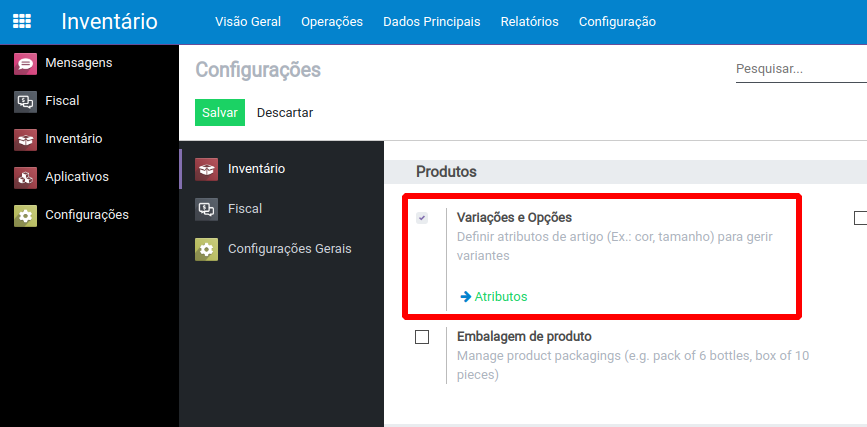 Inventário
Visão Geral
Operações
Dados Principais
Relatórios
Configuração
Mensagens
Fiscal
Inventário
Aplicativos
Configurações
Configurações
Pesquisar...
Salvar
Descartar
Inventário
Fiscal
Configurações Gerais
Produtos
Variações e Opções
Definir atributos de artigo (Ex.: cor, tamanho) para gerir
variantes
Atributos
Embalagem de produto
Manage product packagings (e.g. pack of 6 bottles, box of 10
pieces)